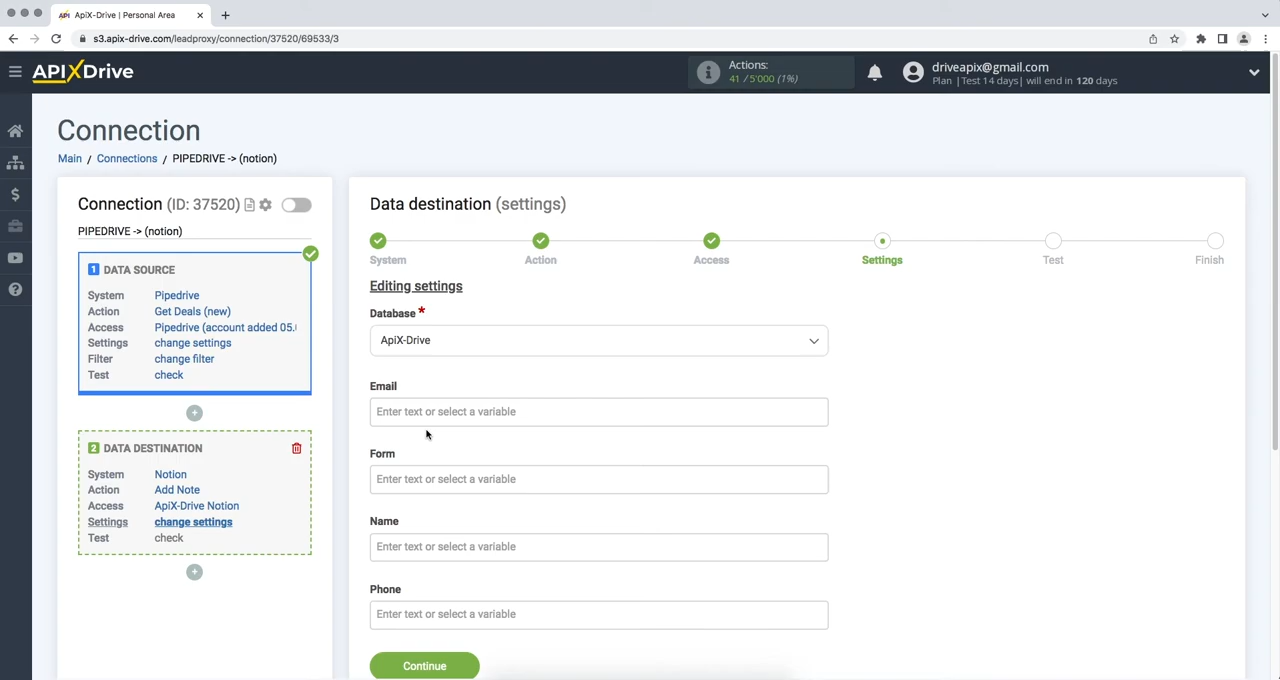 ApiX-Drive | Personal Area
s3.apix-drive.com/leadproxy/connection/37520/69533/3
API X Drive
Actions:
41 / 5'000 (1%)
driveapix@gmail.com
Plan |Test 14 days| will end in 120 days
Connection
Main / Connections / PIPEDRIVE -> (notion)
Connection (ID: 37520)
PIPEDRIVE -> (notion)
1 DATA SOURCE
System Pipedrive
Action Get Deals (new)
Access Pipedrive (account added 05.
Settings change settings
Filter change filter
Test check
2 DATA DESTINATION
System Notion
Action Add Note
Access ApiX-Drive Notion
Settings change settings
Test check
Data destination (settings)
System Action Access Settings Test Finish
Editing settings
Database *
ApiX-Drive
Email
Enter text or select a variable
Form
Enter text or select a variable
Name
Enter text or select a variable
Phone
Enter text or select a variable
Continue